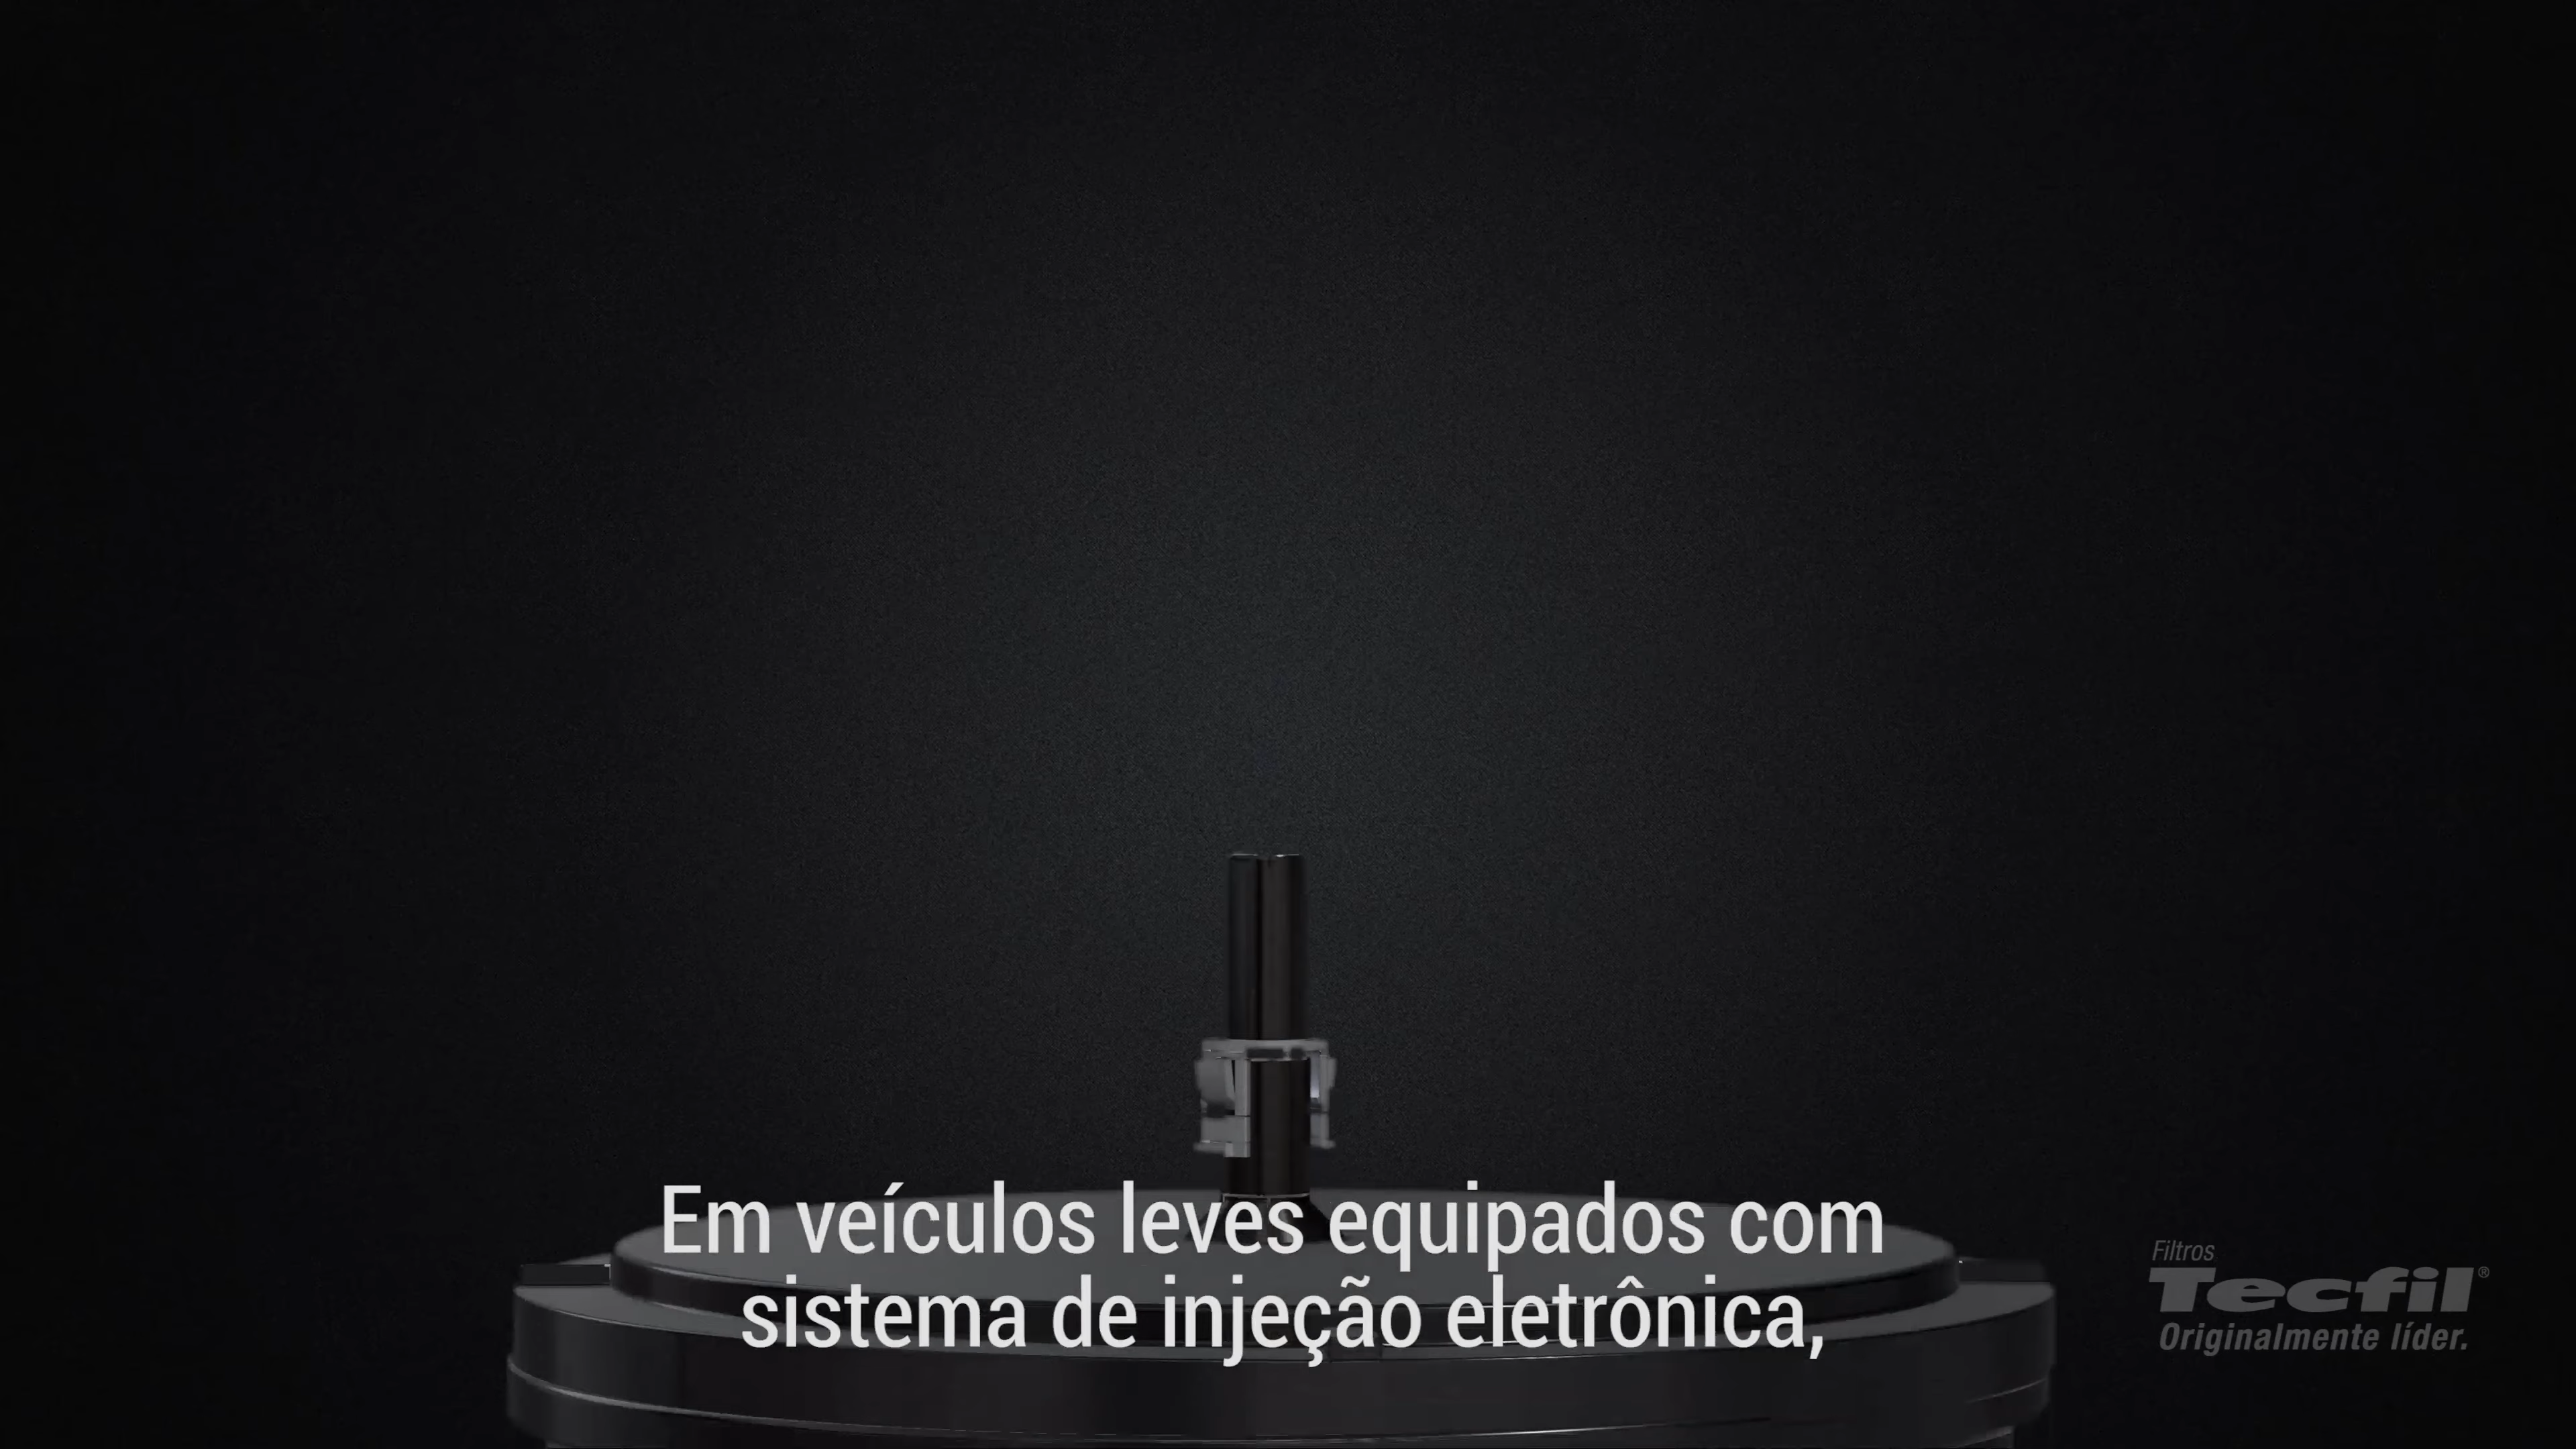 Em veículos leves equipados com
sistema de injeção eletrônica,
Filtros
Tecfil®
Originalmente líder.